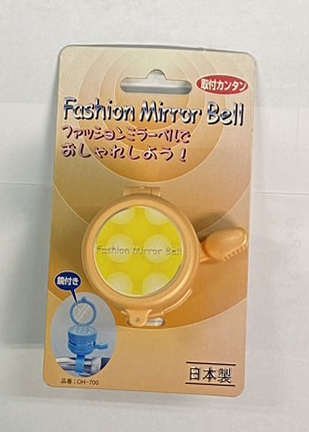 取付カンタン
Fashion Mirror Bell
ファッションミラーベルで
おしゃれしよう!
Fashion Mirror Bell
鏡付き
品番:OH-700
日本製